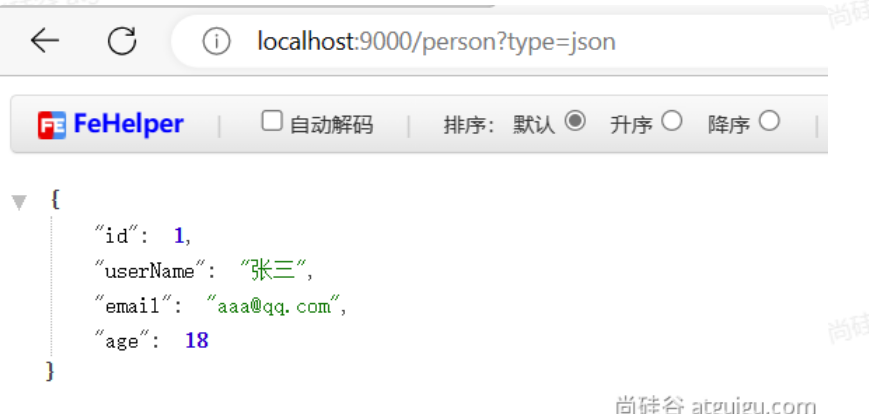 localhost:9000/person?type=json
FeHelper | 自动解码 | 排序: 默认 升序 降序 |
{
"id": 1,
"userName": "张三",
"email": "aaa@qq.com",
"age": 18
}
尚硅谷 atguigu.com